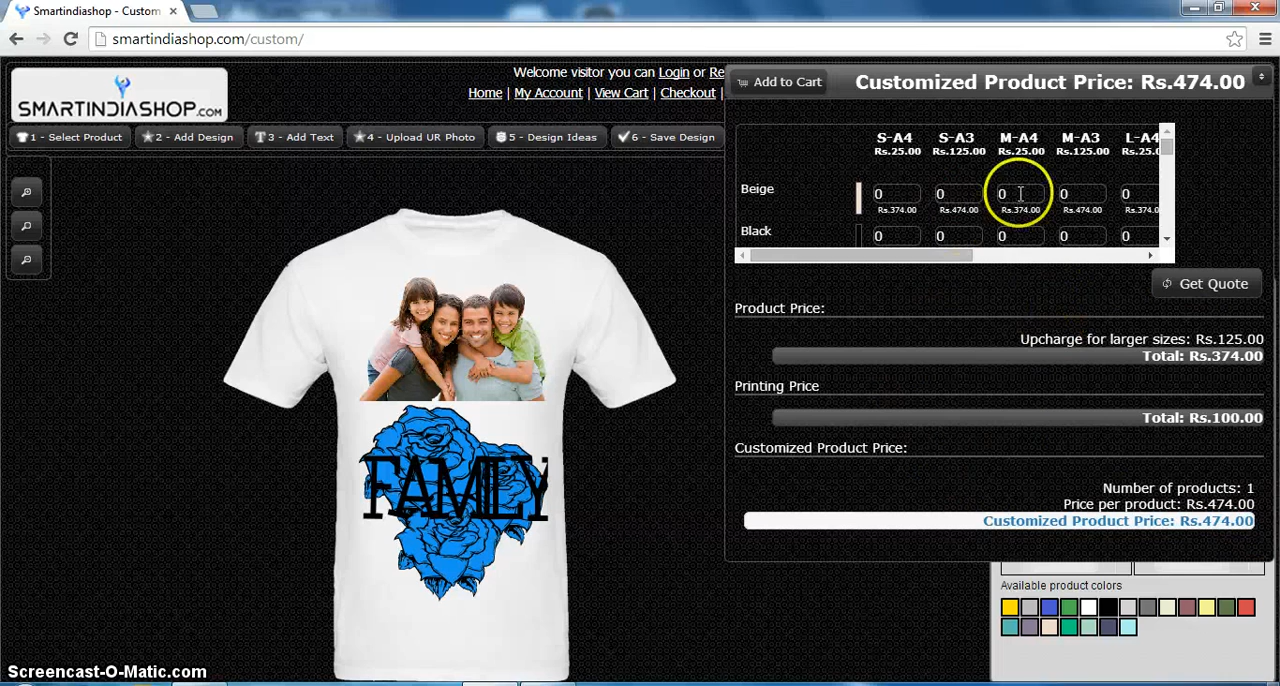 Smartindiashop - Custom
smartindiashop.com/custom/
SMARTINDIASHOP.COM
Welcome visitor you can Login or Re
Home | My Account | View Cart | Checkout |
1 - Select Product
2 - Add Design
3 - Add Text
4 - Upload UR Photo
5 - Design Ideas
6 - Save Design
Add to Cart
Customized Product Price: Rs.474.00
S-A4 S-A3 M-A4 M-A3 L-A4
Rs.25.00 Rs.125.00 Rs.25.00 Rs.125.00 Rs.25.0
Beige 0 0 0 0 0
Rs.374.00 Rs.474.00 Rs.374.00 Rs.474.00 Rs.374.0
Black 0 0 0 0 0
Get Quote
Product Price:
Upcharge for larger sizes: Rs.125.00
Total: Rs.374.00
Printing Price
Total: Rs.100.00
Customized Product Price:
Number of products: 1
Price per product: Rs.474.00
Customized Product Price: Rs.474.00
FAMILY
Available product colors
Screencast-O-Matic.com